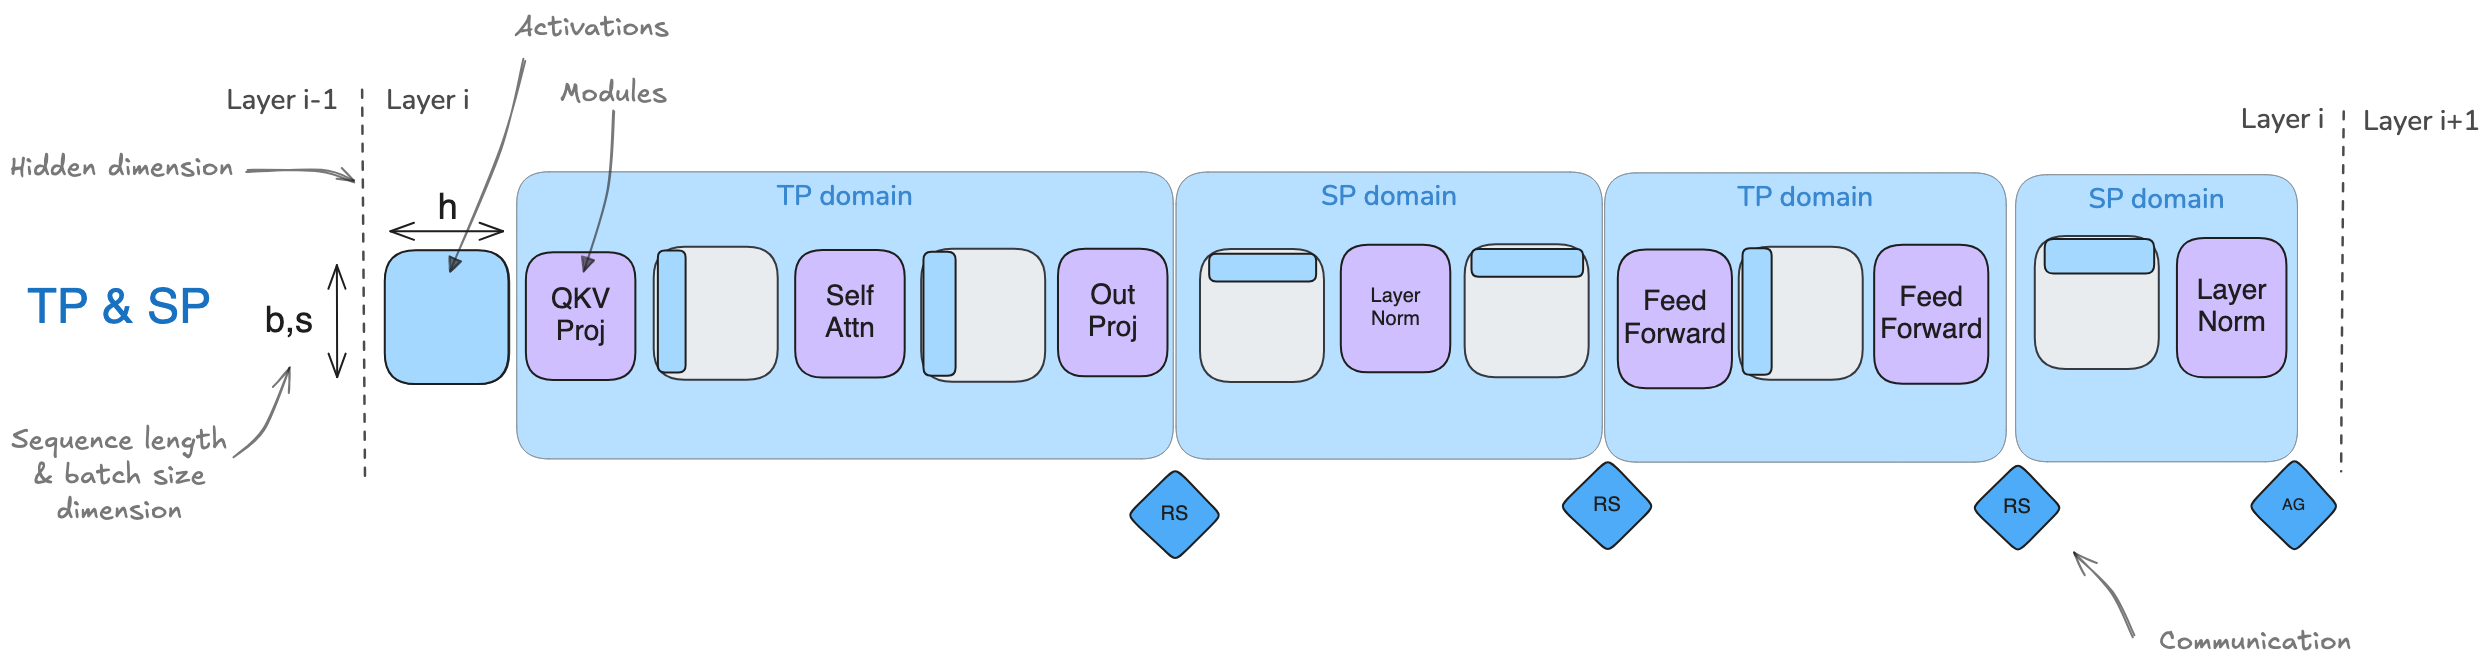 Activations
Modules
Layer i-1
Layer i
Layer i
Layer i+1
Hidden dimension
h
TP domain
SP domain
TP domain
SP domain
TP & SP
b,s
QKV
Proj
Self
Attn
Out
Proj
Layer
Norm
Feed
Forward
Feed
Forward
Layer
Norm
Sequence length
& batch size
dimension
RS
RS
RS
AG
Communication